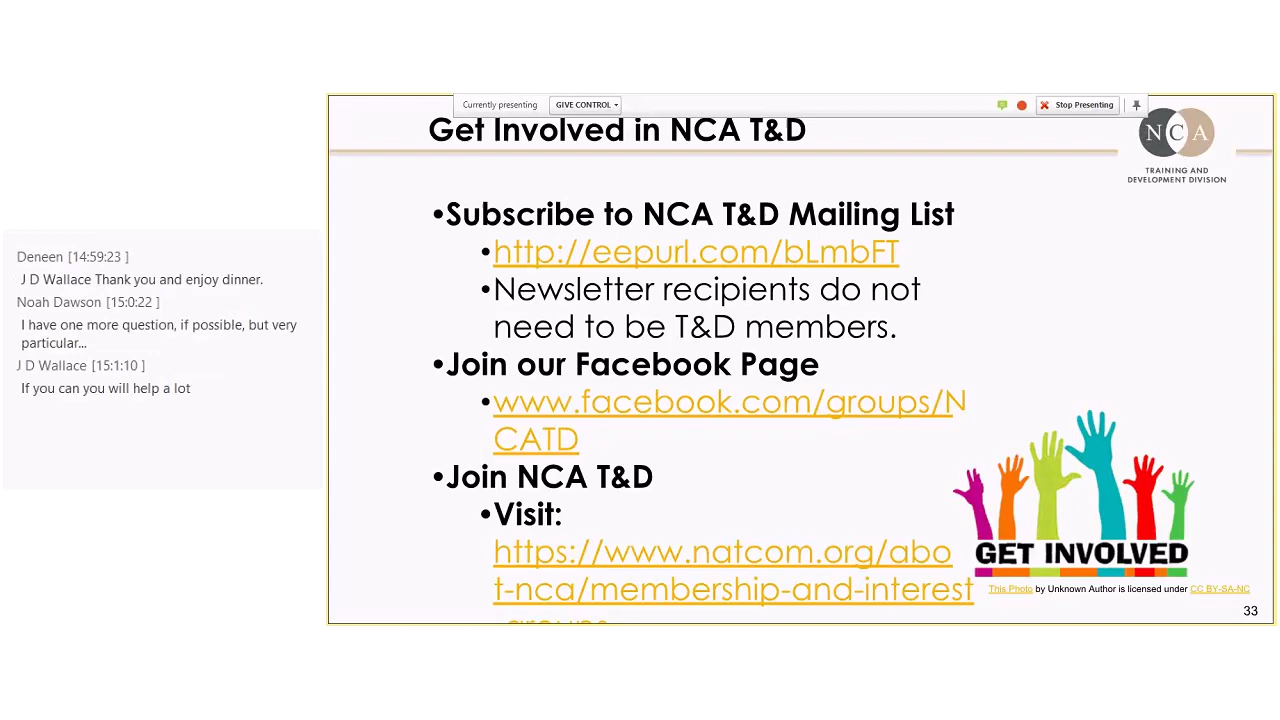 Currently presenting
GIVE CONTROL
Stop Presenting
Get Involved in NCA T&D
NCA
TRAINING AND
DEVELOPMENT DIVISION
•Subscribe to NCA T&D Mailing List
•http://eepurl.com/bLmbFT
•Newsletter recipients do not
need to be T&D members.
•Join our Facebook Page
•www.facebook.com/groups/N
CATD
•Join NCA T&D
•Visit:
https://www.natcom.org/abo
t-nca/membership-and-interest
GET INVOLVED
This Photo by Unknown Author is licensed under CC BY-SA-NC
33
Deneen [14:59:23 ]
J D Wallace Thank you and enjoy dinner.
Noah Dawson [15:0:22 ]
I have one more question, if possible, but very
particular...
J D Wallace [15:1:10 ]
If you can you will help a lot